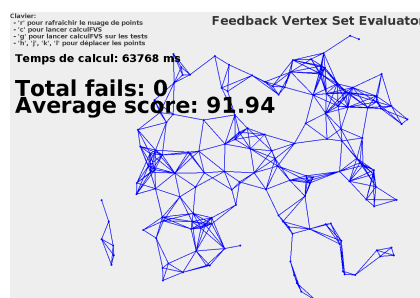 Clavier:
- 'r' pour rafraichir le nuage de points
- 'c' pour lancer calculFVS
- 'g' pour lancer calculFVS sur les tests
- 'h', 'j', 'k', 'l' pour déplacer les points
Feedback Vertex Set Evaluator
Temps de calcul: 63768 ms
Total fails: 0
Average score: 91.94